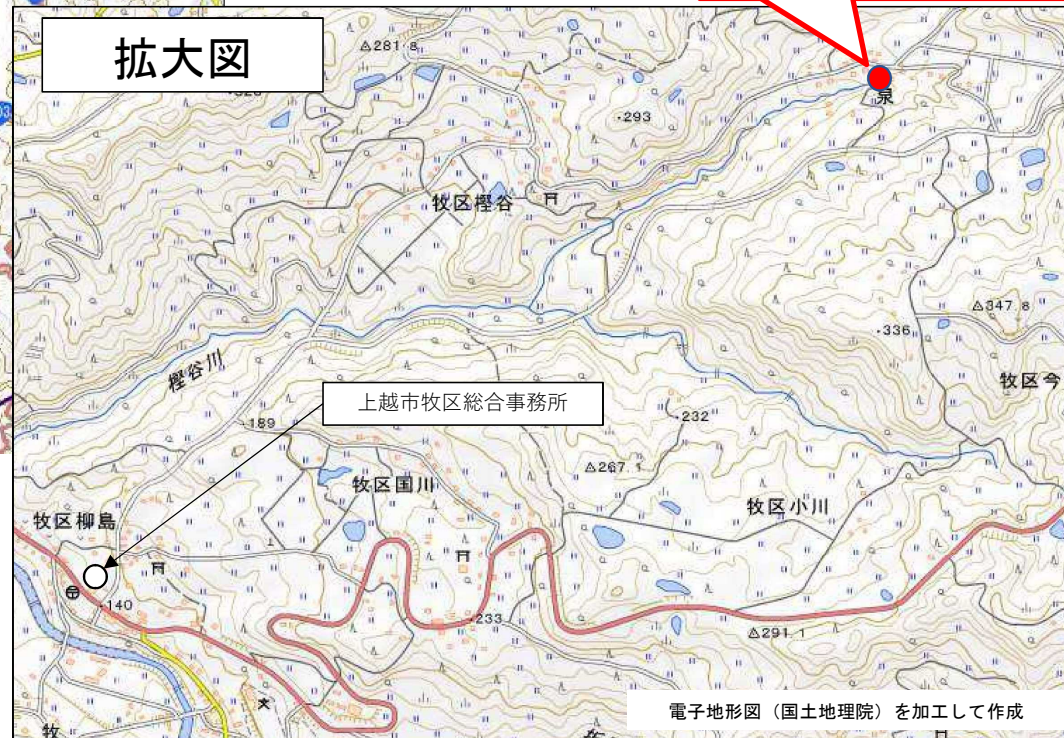 拡大図
△281.8
・293
泉
牧区樫谷
△347.8
・336
樫谷川
牧区今
上越市牧区総合事務所
・189
・232
△267.1
牧区国川
牧区小川
牧区柳島
・140
・233
△291.1
文
電子地形図（国土地理院）を加工して作成
牧